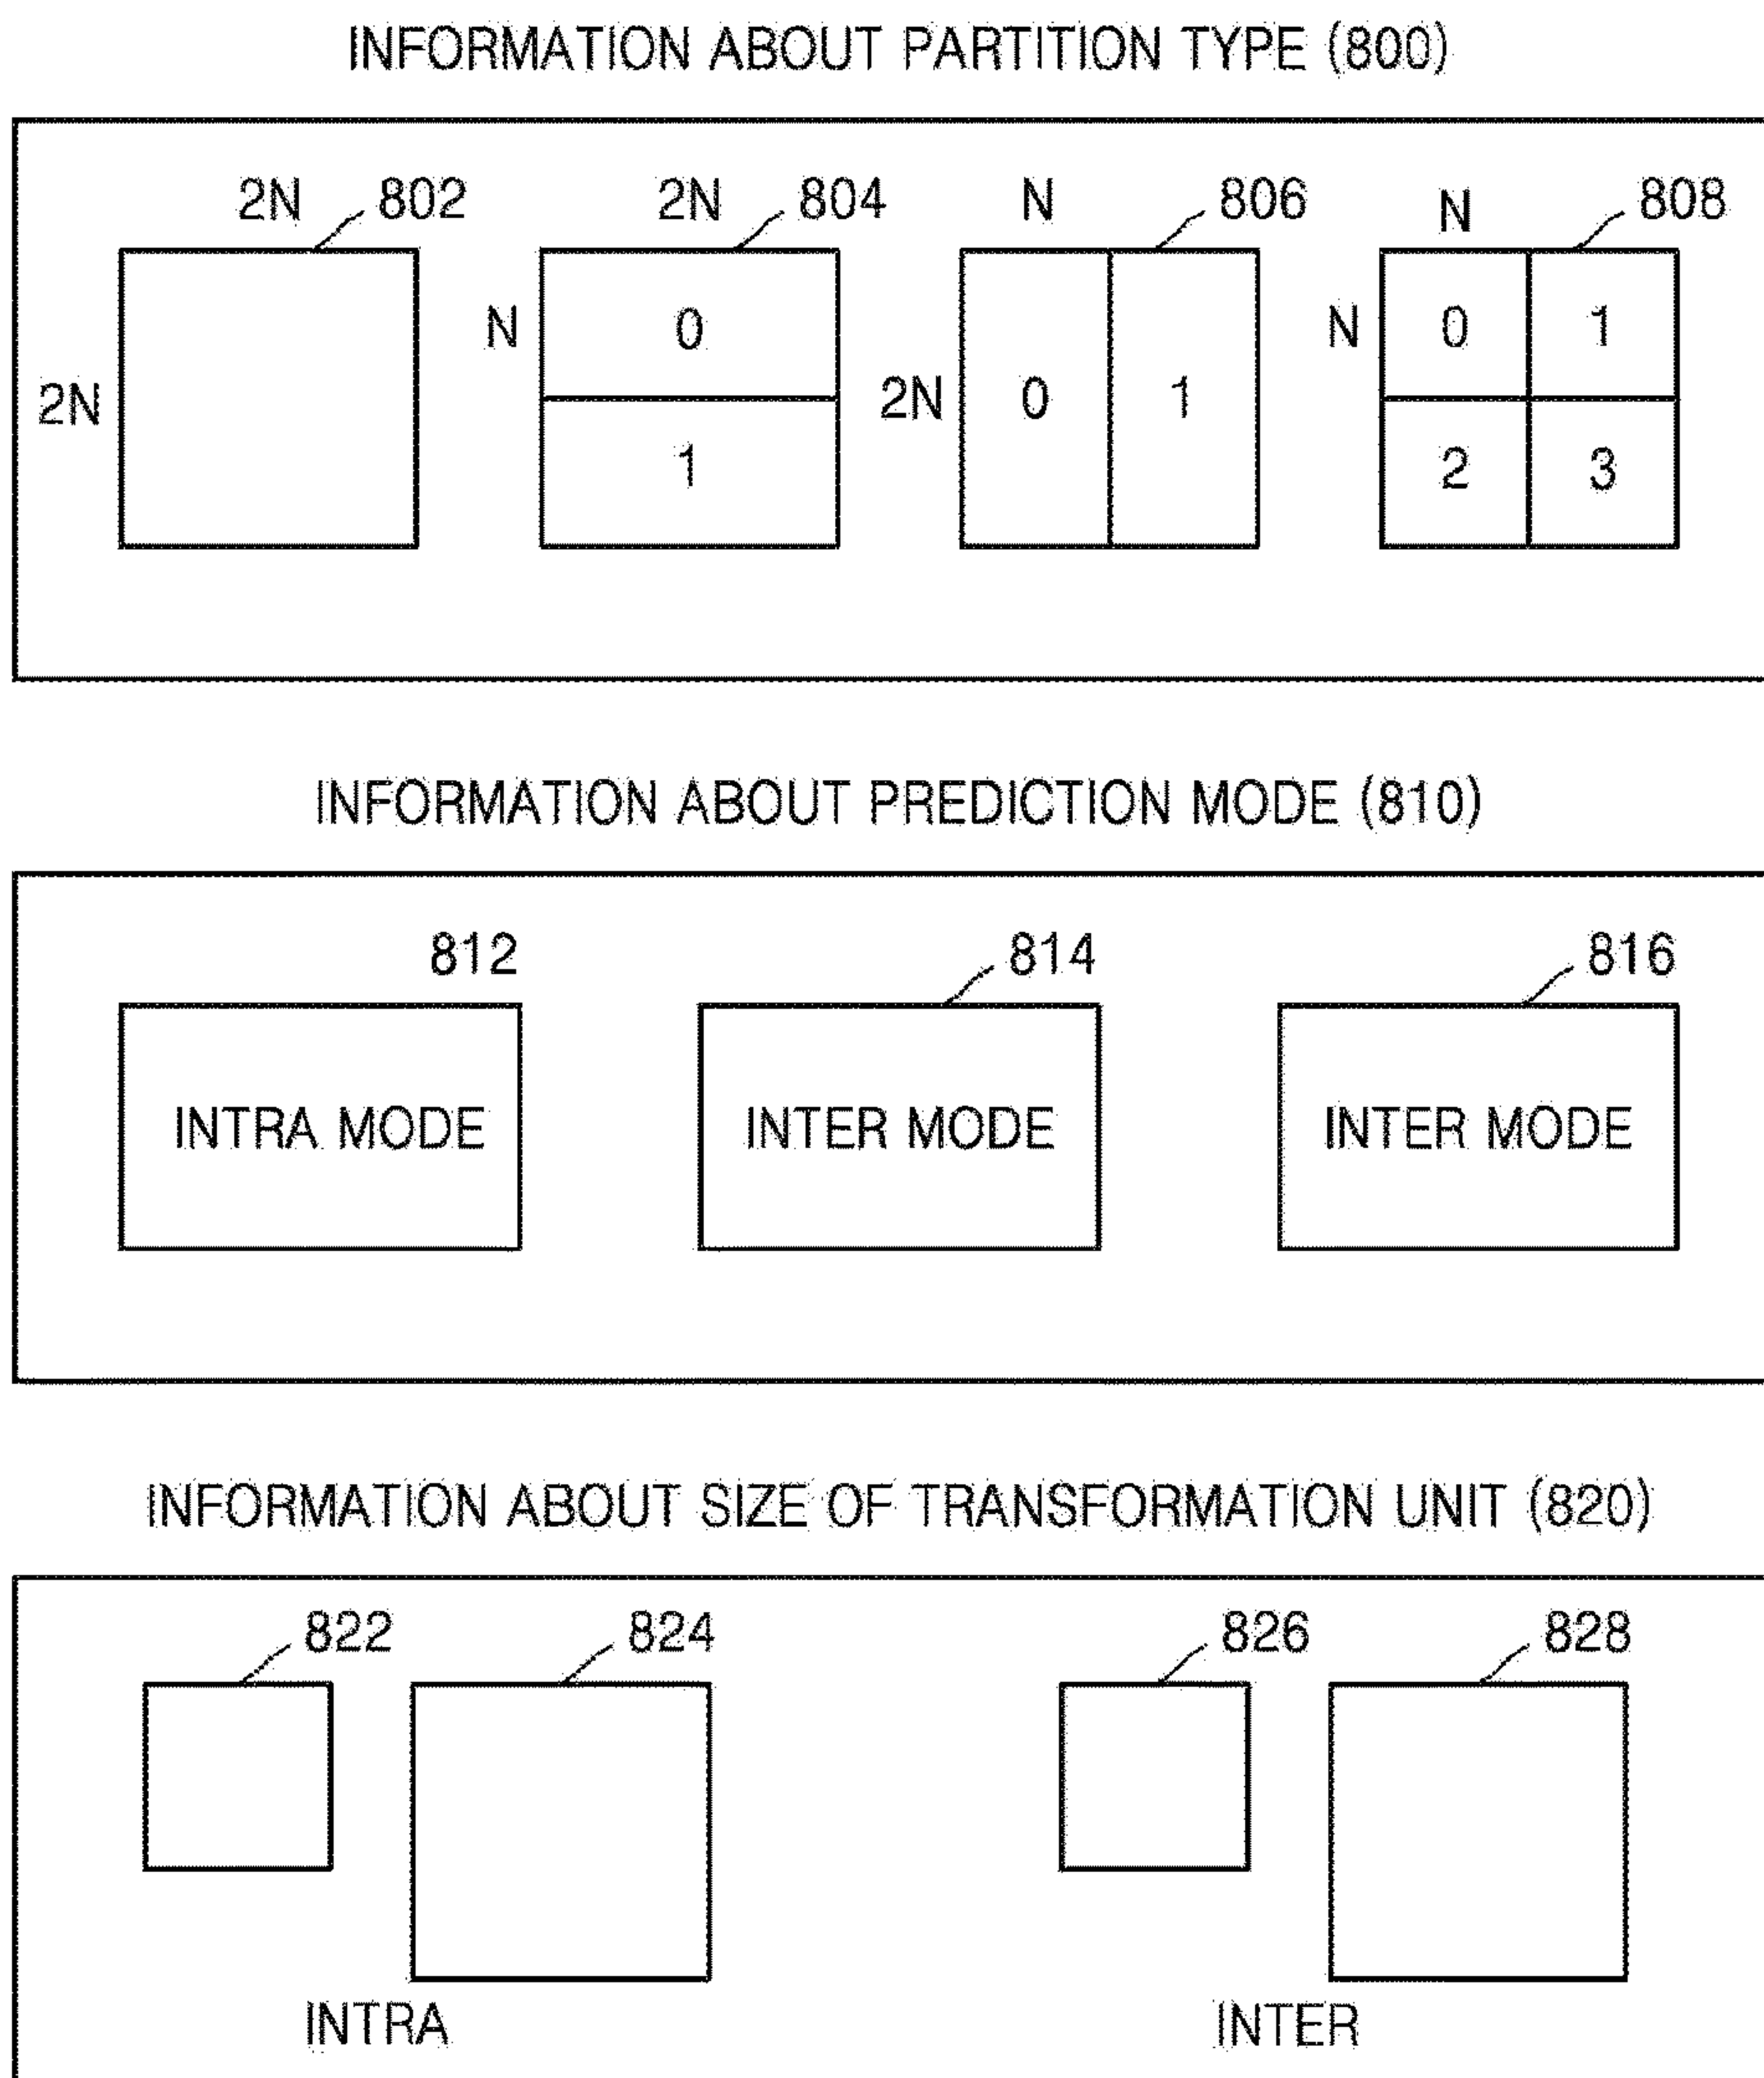 INFORMATION ABOUT PARTITION TYPE (800)
2N 802 2N 804 N 806 N 808
N 0 N 0 1
2N 2N 0 1
1 2 3
INFORMATION ABOUT PREDICTION MODE (810)
812 814 816
INTRA MODE INTER MODE INTER MODE
INFORMATION ABOUT SIZE OF TRANSFORMATION UNIT (820)
822 824 826 828
INTRA INTER